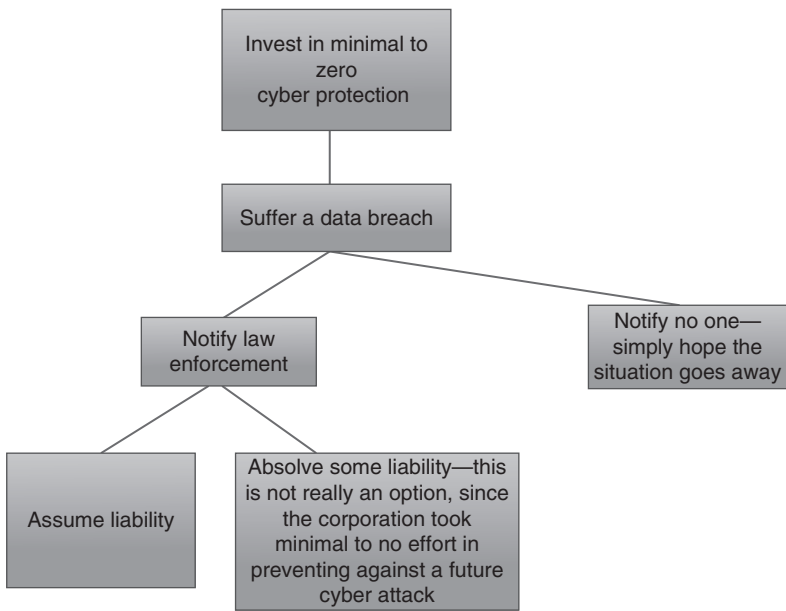 Invest in minimal to
zero
cyber protection
Suffer a data breach
Notify law
enforcement
Notify no one—
simply hope the
situation goes away
Assume liability
Absolve some liability—this
is not really an option, since
the corporation took
minimal to no effort in
preventing against a future
cyber attack